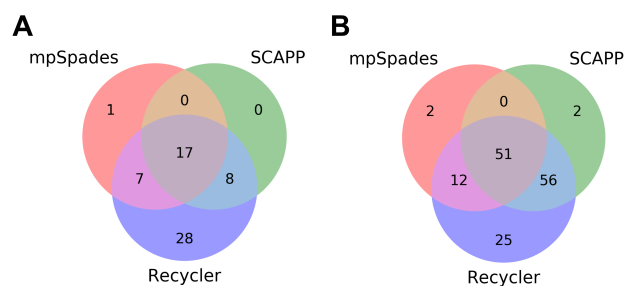 A
mpSpades
SCAPP
1
0
0
17
7
8
28
Recycler
B
mpSpades
SCAPP
2
0
2
51
12
56
25
Recycler